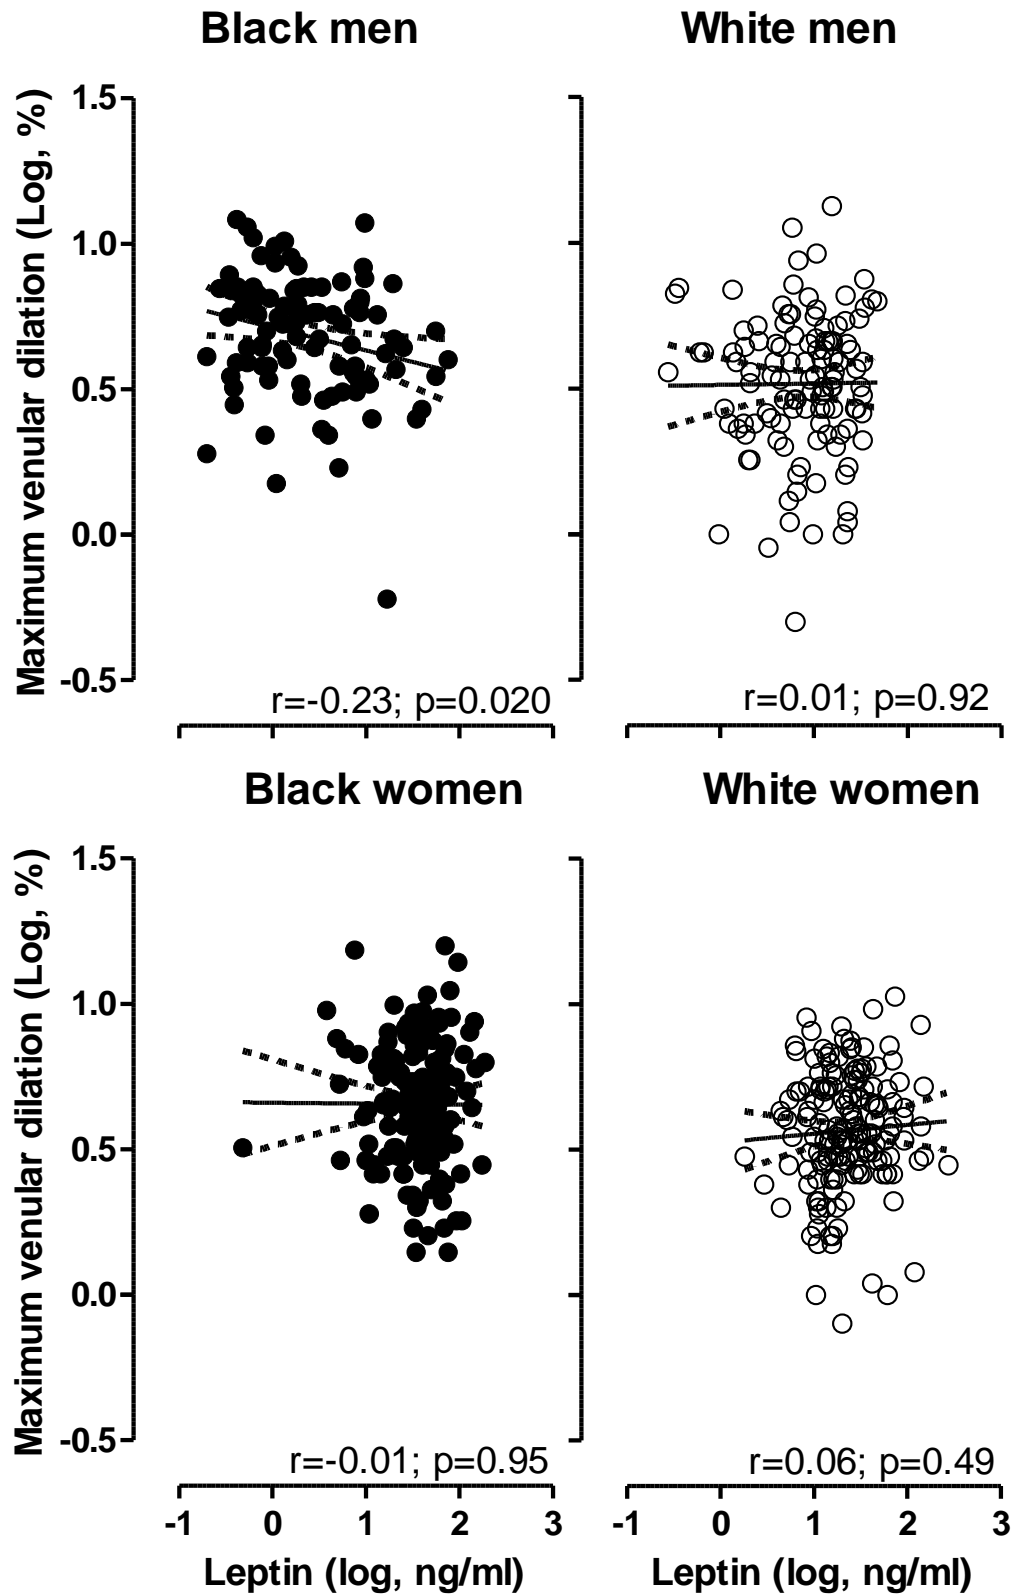 Black men
White men
Maximum venular dilation (Log, %)
1.5
1.0
0.5
0.0
-0.5
r=-0.23; p=0.020
r=0.01; p=0.92
Black women
White women
Maximum venular dilation (Log, %)
1.5
1.0
0.5
0.0
-0.5
r=-0.01; p=0.95
r=0.06; p=0.49
-1 0 1 2 3
-1 0 1 2 3
Leptin (log, ng/ml)
Leptin (log, ng/ml)